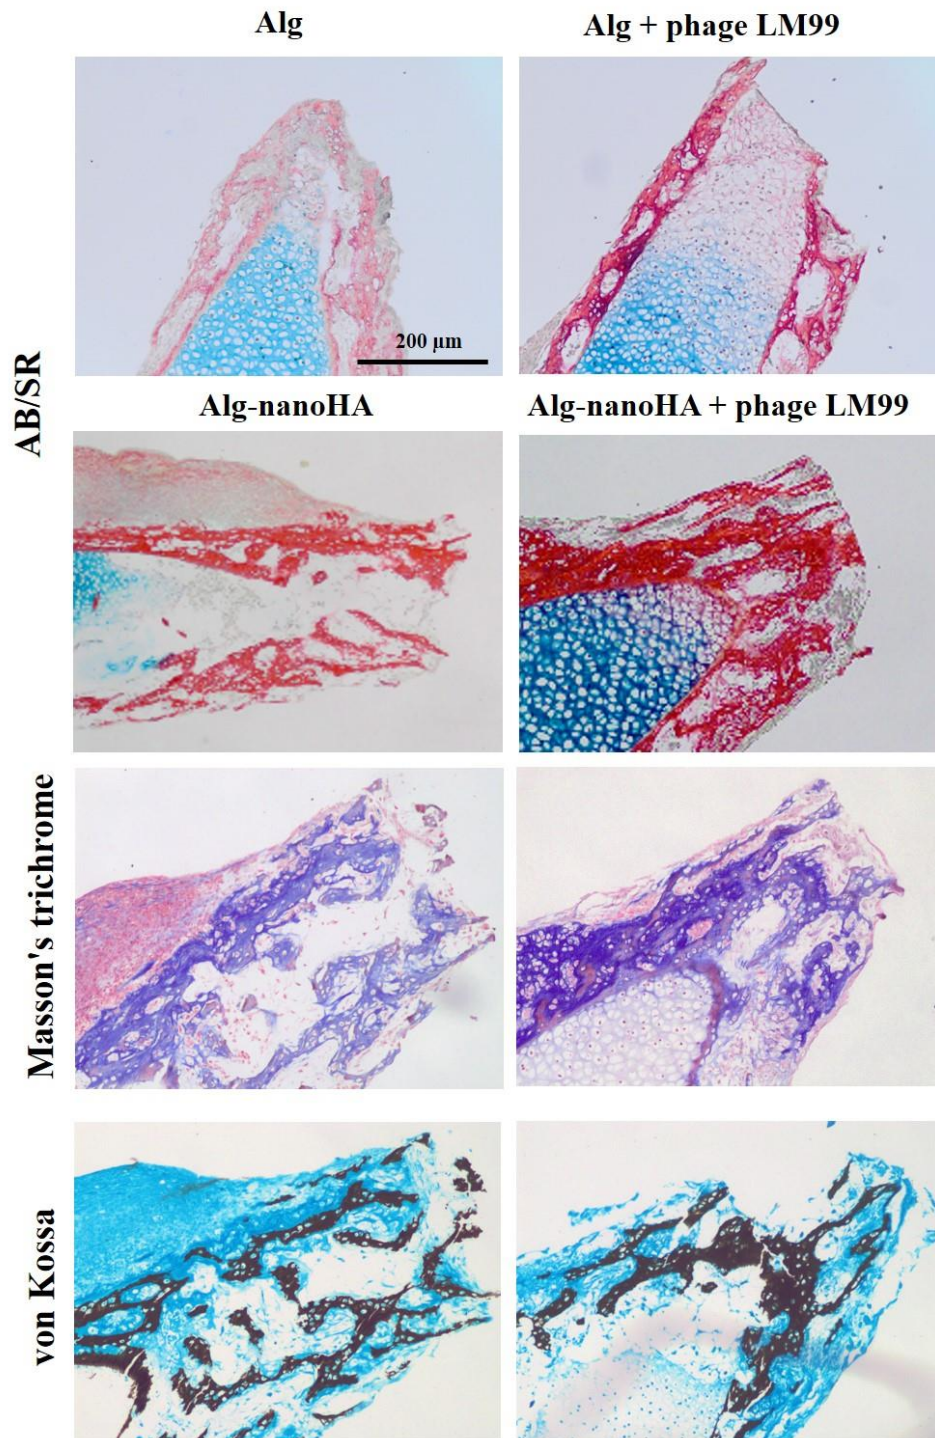 Alg
Alg + phage LM99
200 µm
AB/SR
Alg-nanoHA
Alg-nanoHA + phage LM99
Masson's trichrome
von Kossa